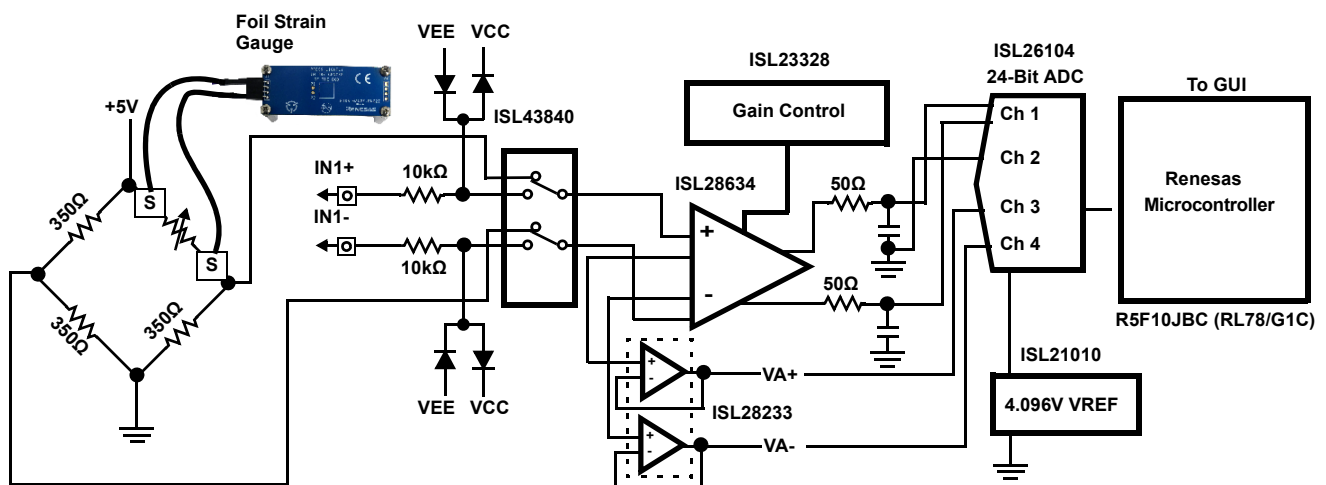 Foil Strain
Gauge
VEE
VCC
+5V
RENESAS
ISL43840
ISL23328
Gain Control
ISL26104
24-Bit ADC
To GUI
IN1+
10kΩ
IN1-
10kΩ
S
S
350Ω
350Ω
350Ω
ISL28634
+
-
50Ω
50Ω
Ch 1
Ch 2
Ch 3
Ch 4
Renesas
Microcontroller
R5F10JBC (RL78/G1C)
VEE
VCC
+
-
VA+
ISL28233
+
-
VA-
ISL21010
4.096V VREF